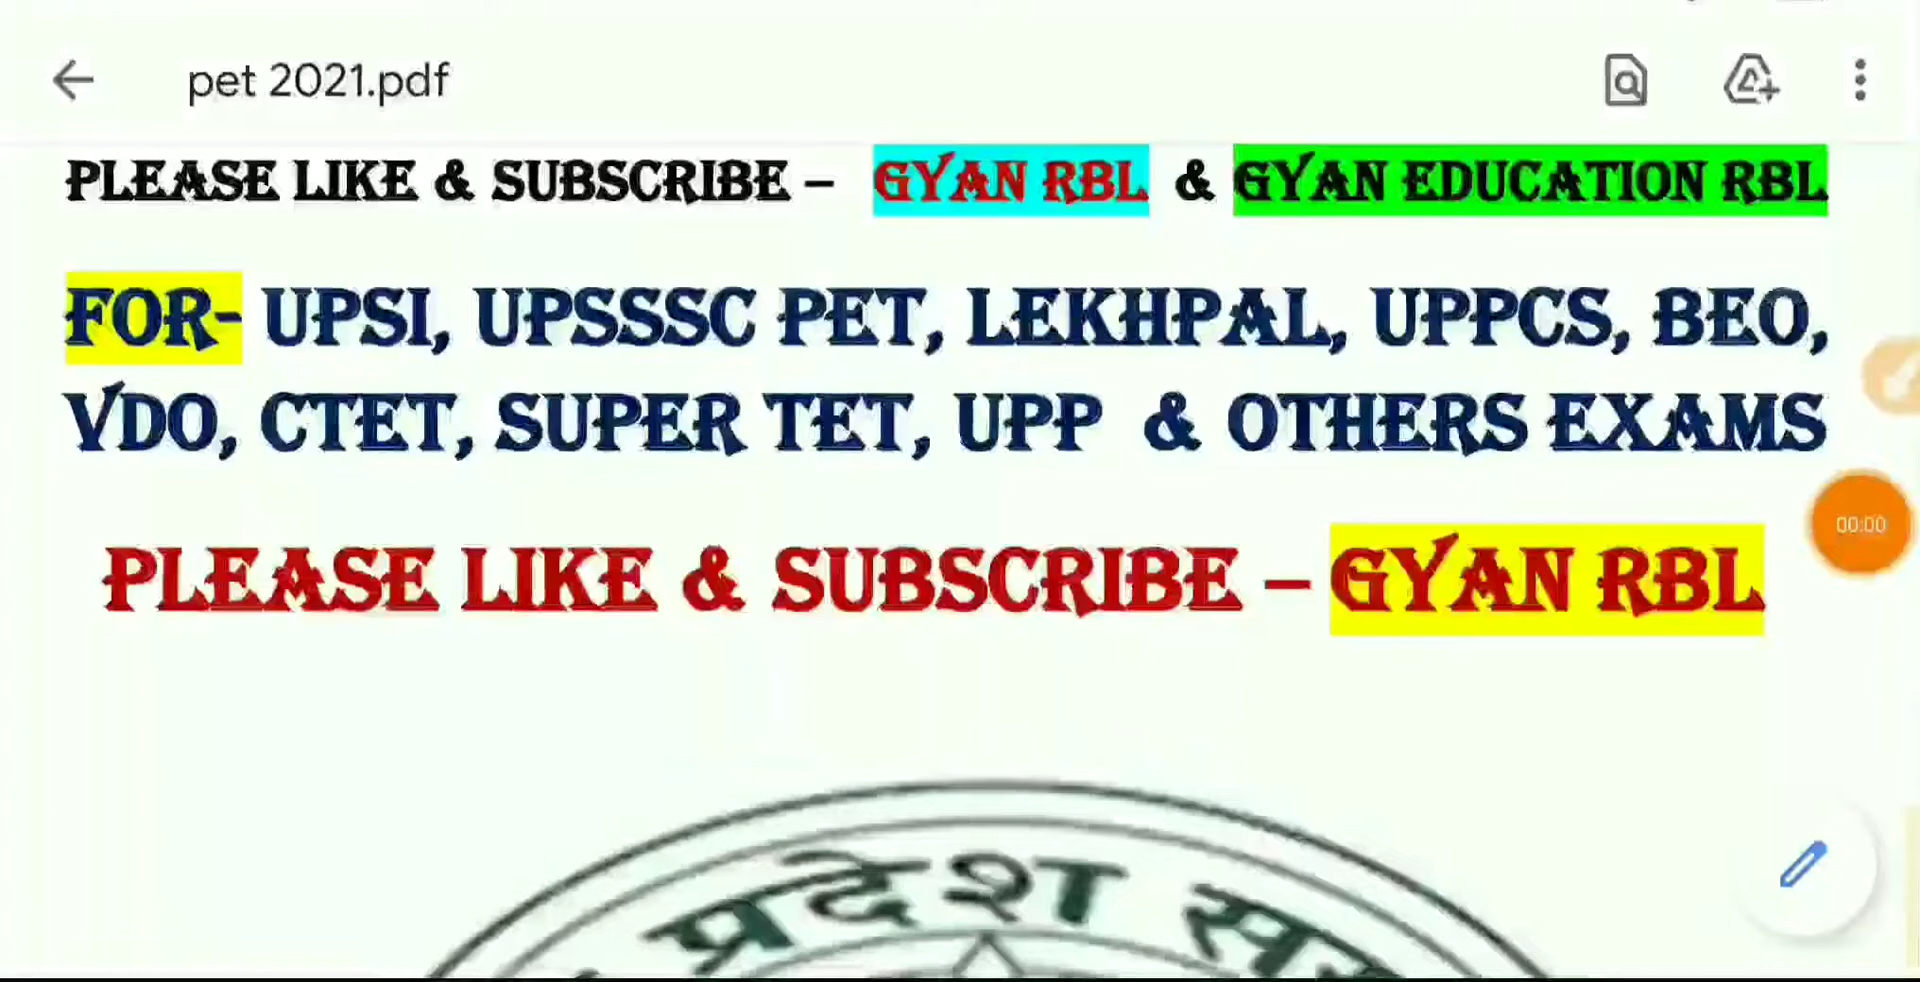 pet 2021.pdf
PLEASE LIKE & SUBSCRIBE – GYAN RBL & GYAN EDUCATION RBL
FOR- UPSI, UPSSSC PET, LEKHPAL, UPPCS, BEO,
VDO, CTET, SUPER TET, UPP & OTHERS EXAMS
00:00
PLEASE LIKE & SUBSCRIBE – GYAN RBL
प्रदेश